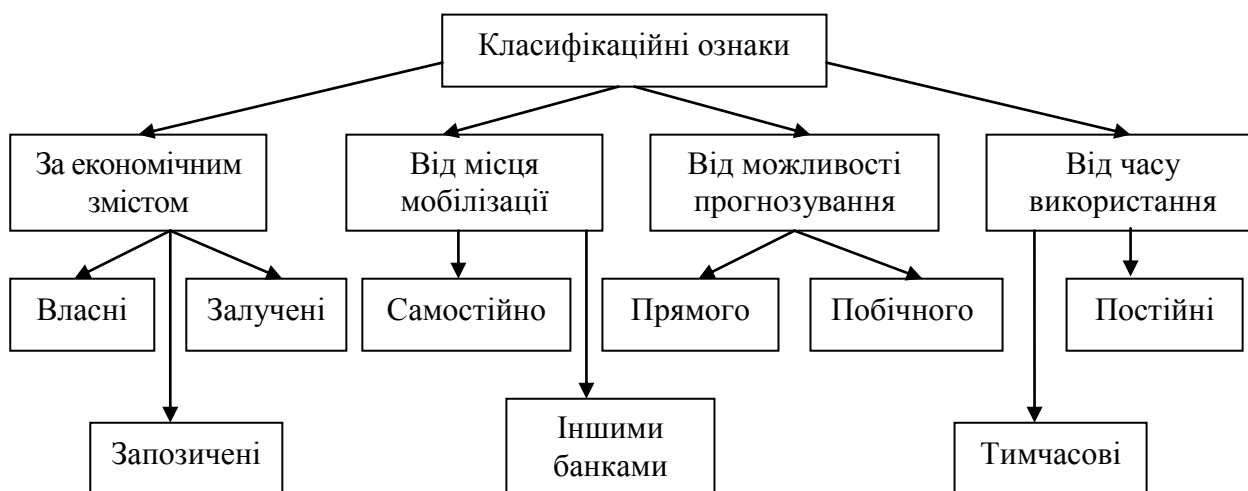 Класифікаційні ознаки
За економічним
змістом
Від місця
мобілізації
Від можливості
прогнозування
Від часу
використання
Власні
Залучені
Самостійно
Прямого
Побічного
Постійні
Запозичені
Іншими
банками
Тимчасові